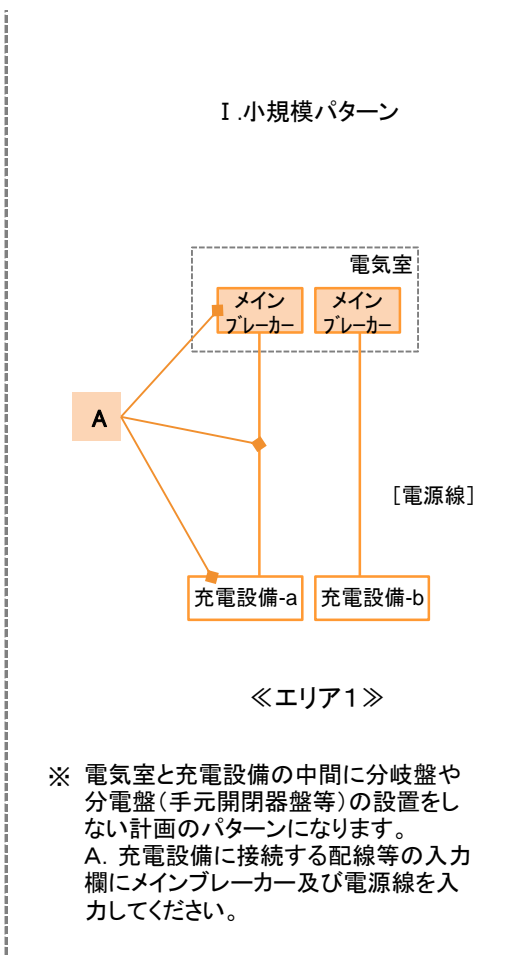 Ⅰ.小規模パターン
電気室
メイン
ブレーカー
メイン
ブレーカー
A
[電源線]
充電設備-a
充電設備-b
≪エリア1≫
※ 電気室と充電設備の中間に分岐盤や
分電盤(手元開閉器盤等)の設置をし
ない計画のパターンになります。
A. 充電設備に接続する配線等の入力
欄にメインブレーカー及び電源線を入
力してください。